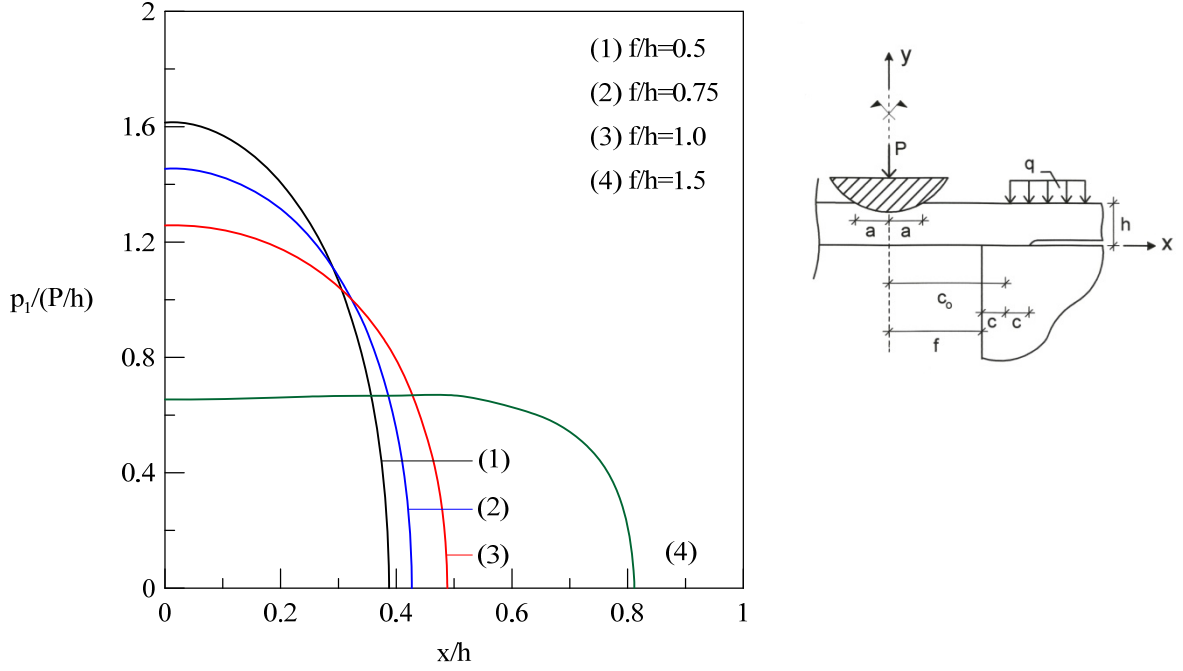 2
1.6
1.2
0.8
0.4
0
p₁/(P/h)
0 0.2 0.4 0.6 0.8 1
x/h
(1) f/h=0.5
(2) f/h=0.75
(3) f/h=1.0
(4) f/h=1.5
(1)
(2)
(3)
(4)
y
P
q
a a
h
x
c₀
c c
f